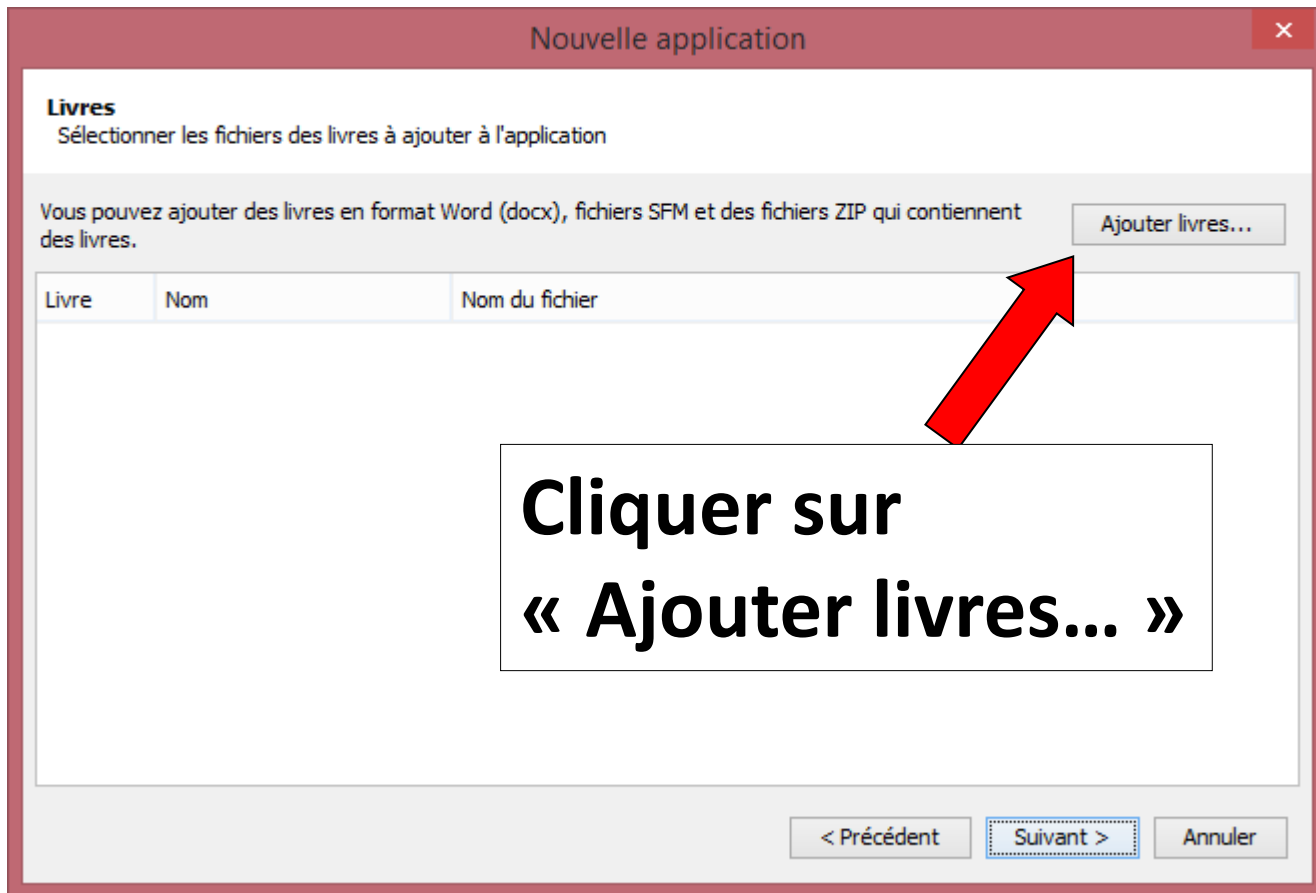 Nouvelle application
Livres
Sélectionner les fichiers des livres à ajouter à l'application
Vous pouvez ajouter des livres en format Word (docx), fichiers SFM et des fichiers ZIP qui contiennent
des livres.
Ajouter livres...
Livre Nom Nom du fichier
Cliquer sur
« Ajouter livres… »
< Précédent Suivant > Annuler